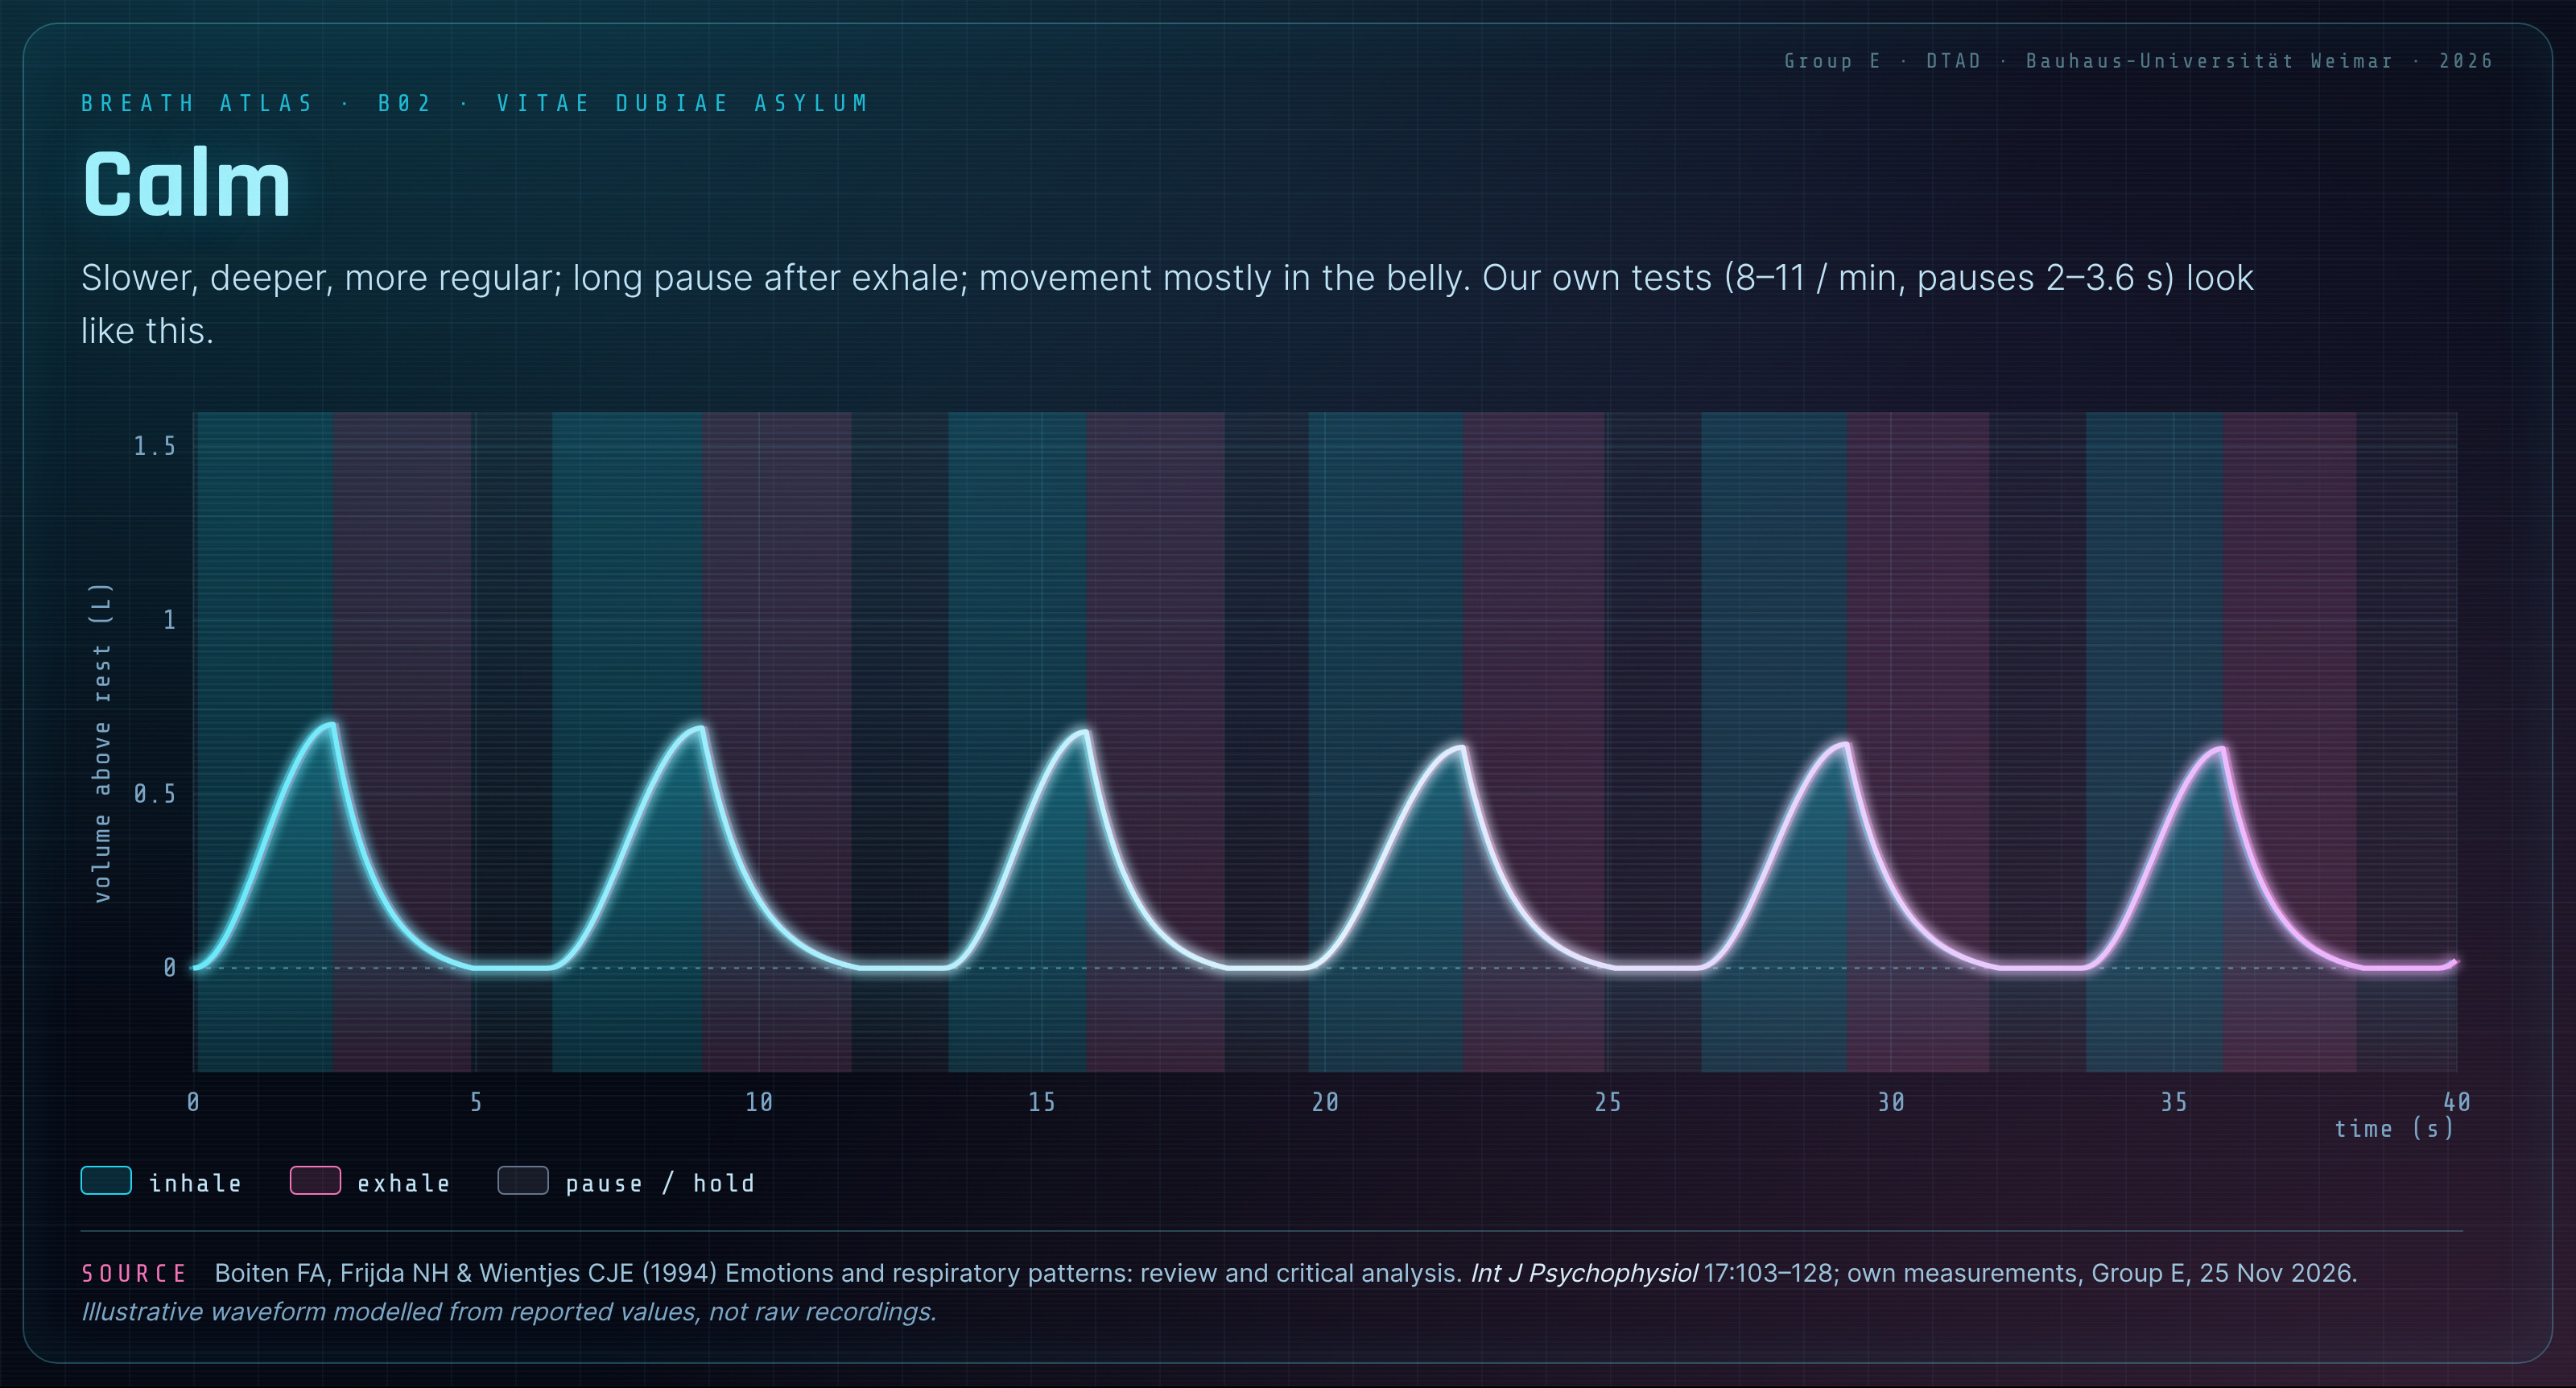 Group E · DTAD · Bauhaus-Universität Weimar · 2026
BREATH ATLAS · B02 · VITAE DUBIAE ASYLUM
Calm
Slower, deeper, more regular; long pause after exhale; movement mostly in the belly. Our own tests (8–11 / min, pauses 2–3.6 s) look
like this.
volume above rest (L)
1.5
1
0.5
0
0 5 10 15 20 25 30 35 40
time (s)
inhale exhale pause / hold
SOURCE Boiten FA, Frijda NH & Wientjes CJE (1994) Emotions and respiratory patterns: review and critical analysis. Int J Psychophysiol 17:103–128; own measurements, Group E, 25 Nov 2026.
Illustrative waveform modelled from reported values, not raw recordings.